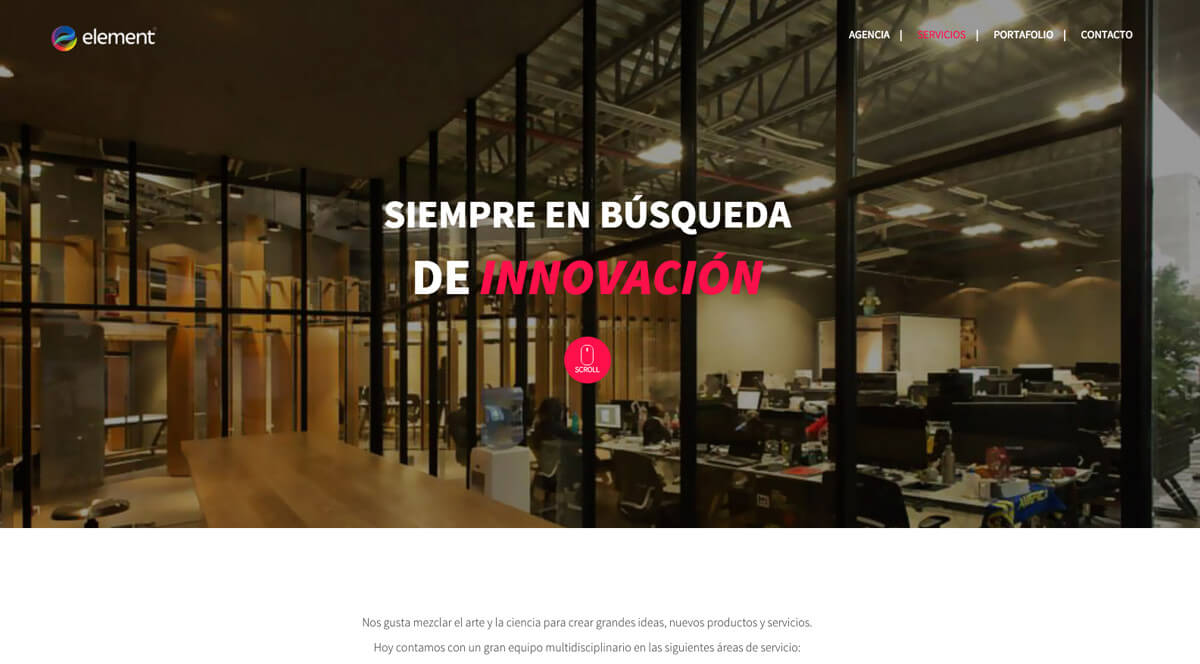 element
AGENCIA | SERVICIOS | PORTAFOLIO | CONTACTO
SIEMPRE EN BÚSQUEDA
DE INNOVACIÓN
SCROLL
Nos gusta mezclar el arte y la ciencia para crear grandes ideas, nuevos productos y servicios.
Hoy contamos con un gran equipo multidisciplinario en las siguientes áreas de servicio: